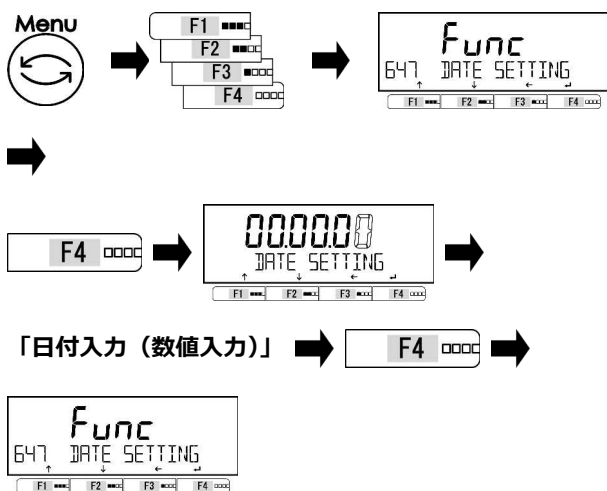 Menu
F1
F2
F3
F4
Func
647 DATE SETTING
↑ ↓ ← ↵
F1 F2 F3 F4
F4
00.00.00
DATE SETTING
↑ ↓ ← ↵
F1 F2 F3 F4
「日付入力（数値入力）」
F4
Func
647 DATE SETTING
↑ ↓ ← ↵
F1 F2 F3 F4